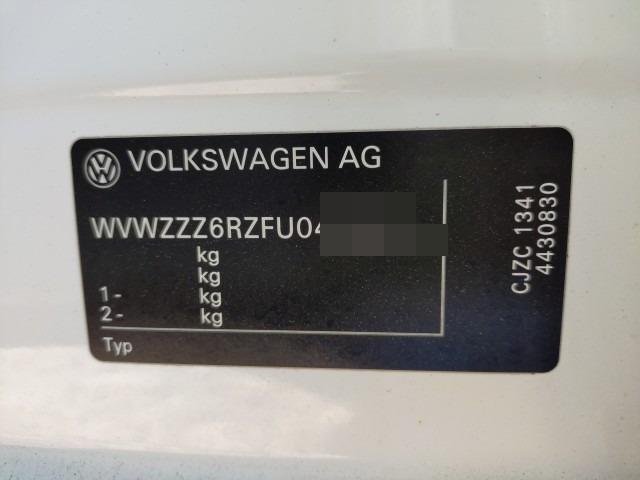 VOLKSWAGEN AG
WVWZZZ6RZFU04
kg
kg
1- kg
2- kg
Typ
CJZC 1341
4430830